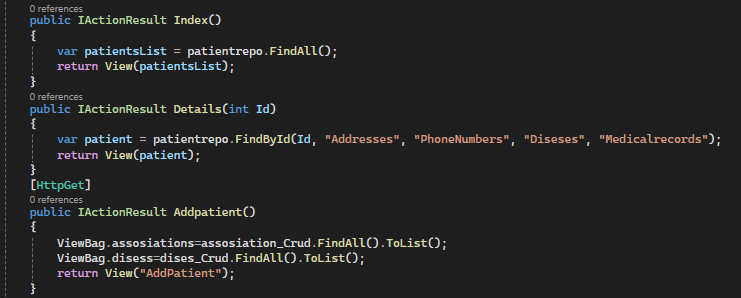 0 references
public IActionResult Index()
{
var patientsList = patientrepo.FindAll();
return View(patientsList);
}
0 references
public IActionResult Details(int Id)
{
var patient = patientrepo.FindById(Id, "Addresses", "PhoneNumbers", "Diseses", "Medicalrecords");
return View(patient);
}
[HttpGet]
0 references
public IActionResult Addpatient()
{
ViewBag.assosiations=assosiation_Crud.FindAll().ToList();
ViewBag.disess=dises_Crud.FindAll().ToList();
return View("AddPatient");
}